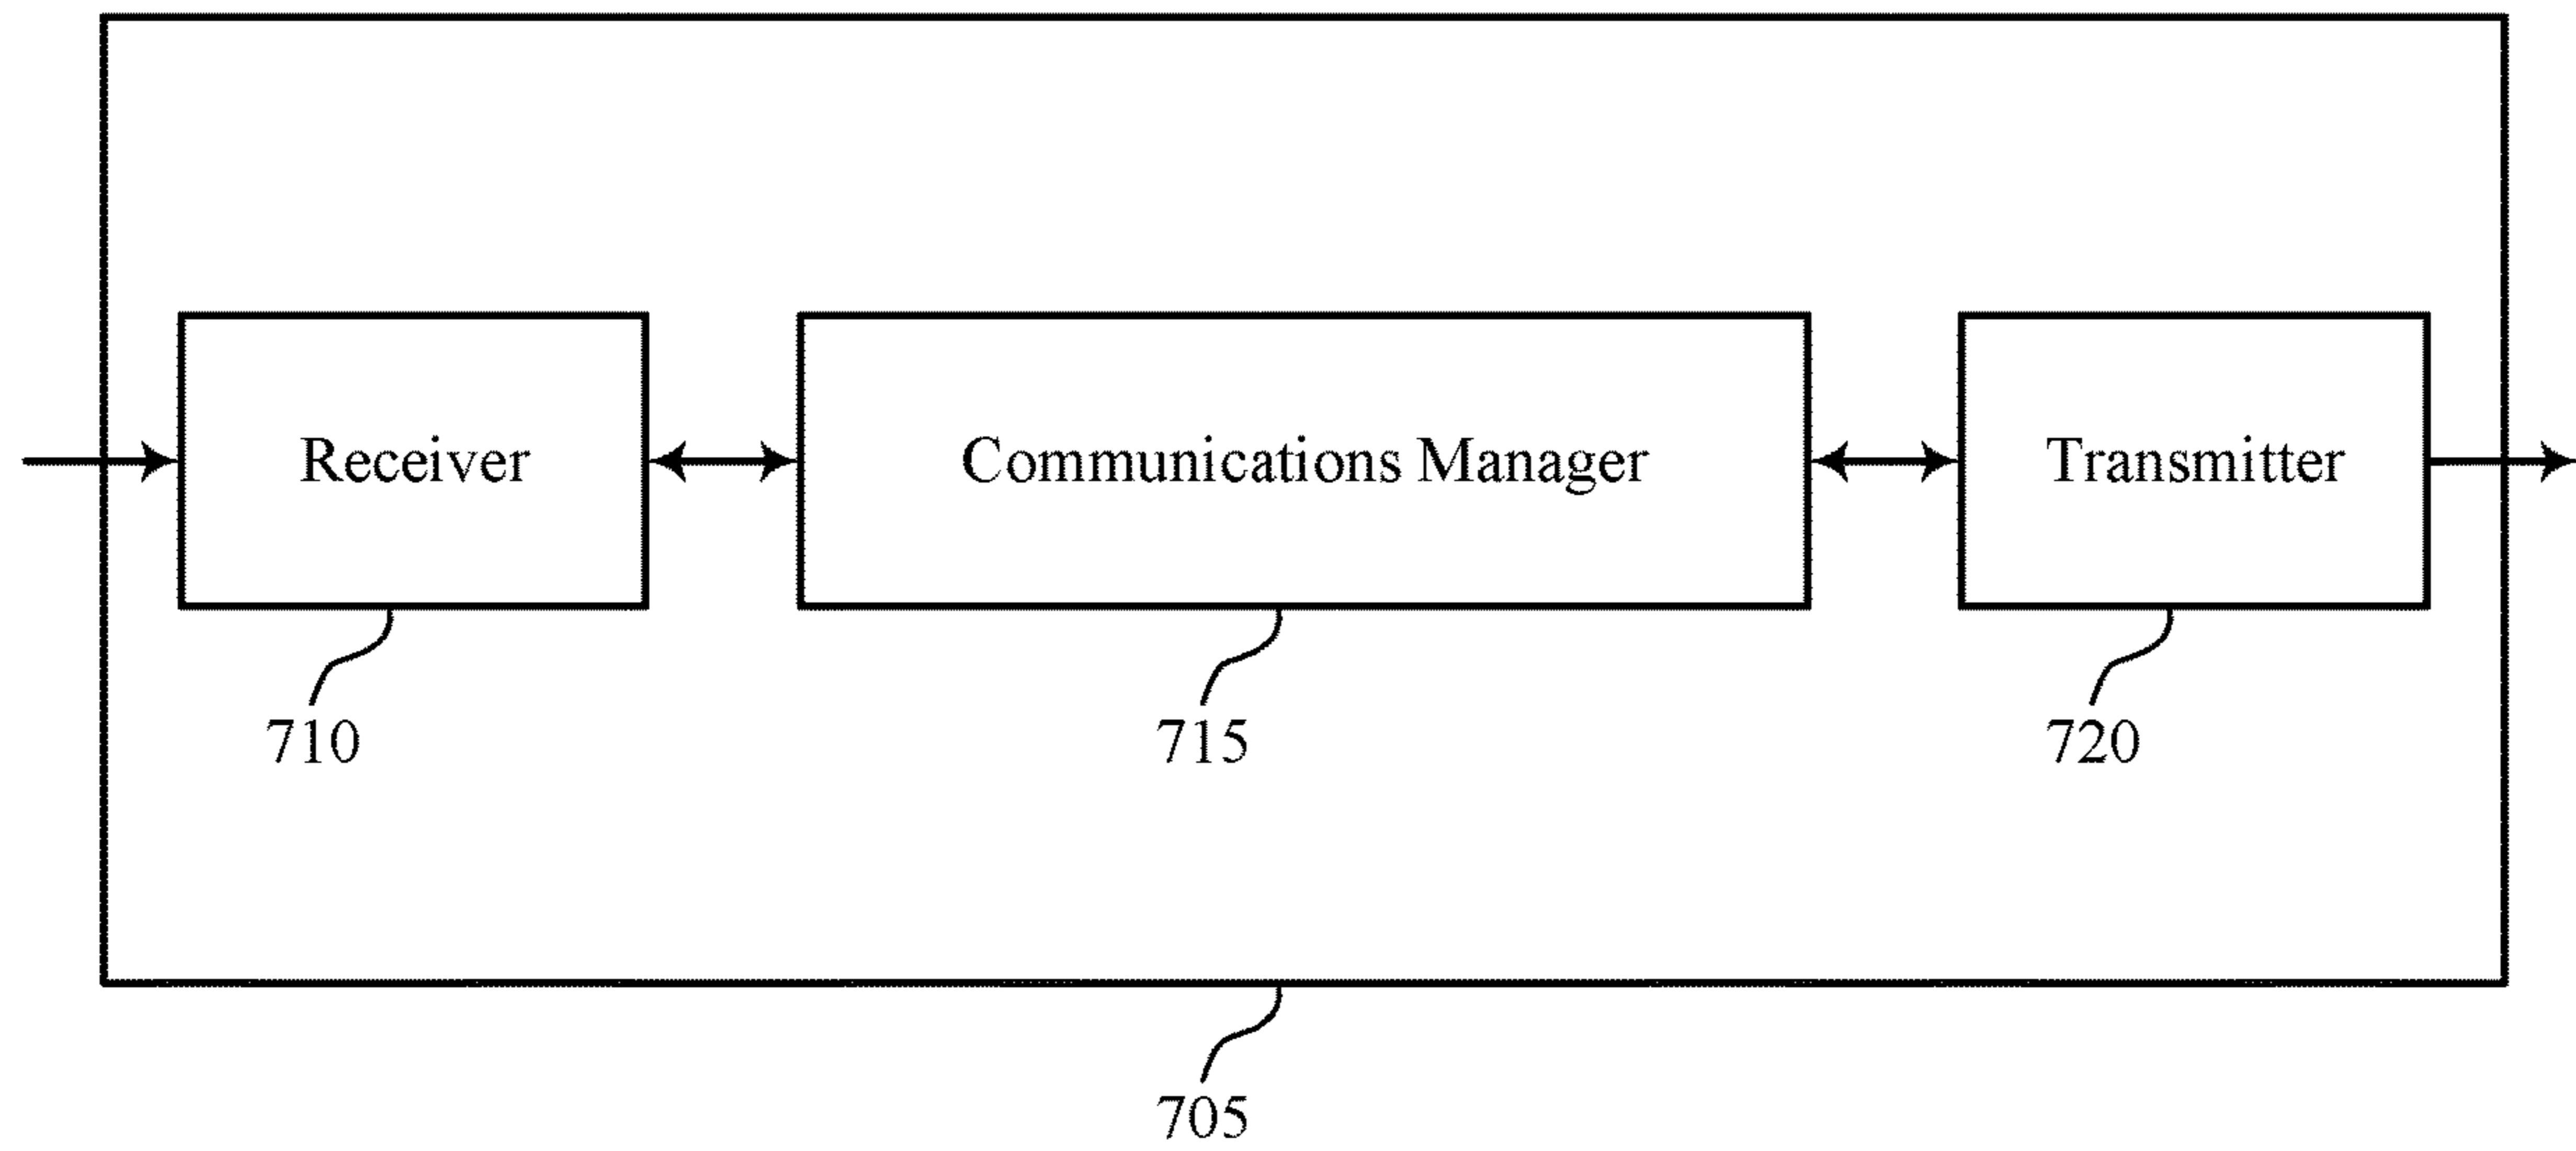 Receiver
Communications Manager
Transmitter
710
715
720
705